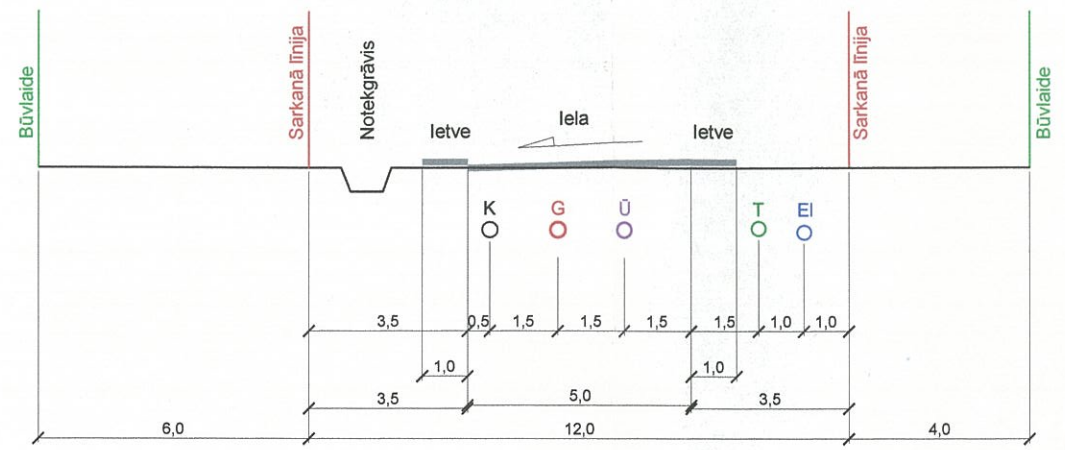 Būvlaide
Sarkanā līnija
Notekgrāvis
Ietve
Iela
Ietve
Sarkanā līnija
Būvlaide
K
G
Ū
T
El
3,5
0,5
1,5
1,5
1,5
1,5
1,0
1,0
1,0
1,0
3,5
5,0
3,5
6,0
12,0
4,0